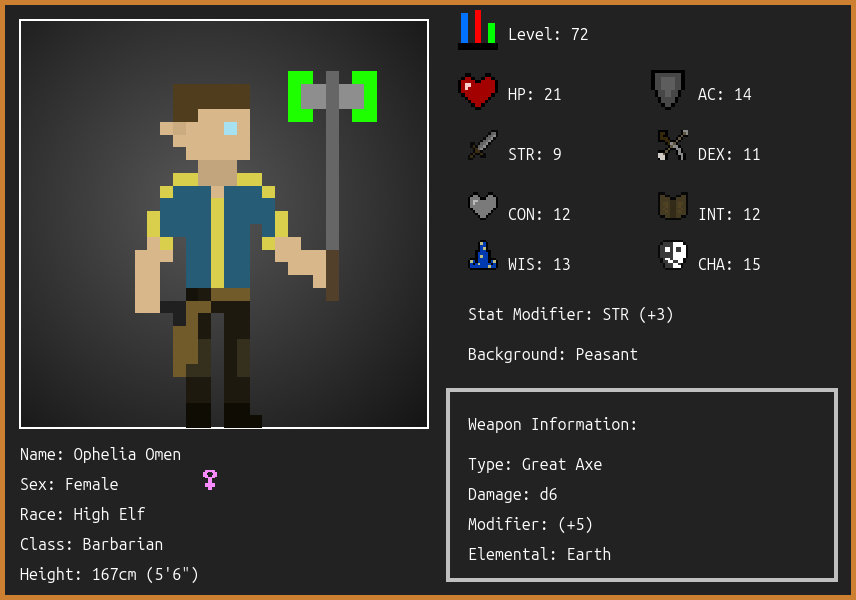 Level: 72
HP: 21
AC: 14
STR: 9
DEX: 11
CON: 12
INT: 12
WIS: 13
CHA: 15
Stat Modifier: STR (+3)
Background: Peasant
Weapon Information:
Type: Great Axe
Damage: d6
Modifier: (+5)
Elemental: Earth
Name: Ophelia Omen
Sex: Female
Race: High Elf
Class: Barbarian
Height: 167cm (5'6")